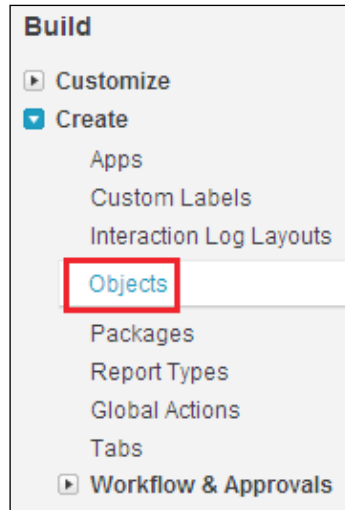 Build
Customize
Create
Apps
Custom Labels
Interaction Log Layouts
Objects
Packages
Report Types
Global Actions
Tabs
Workflow & Approvals